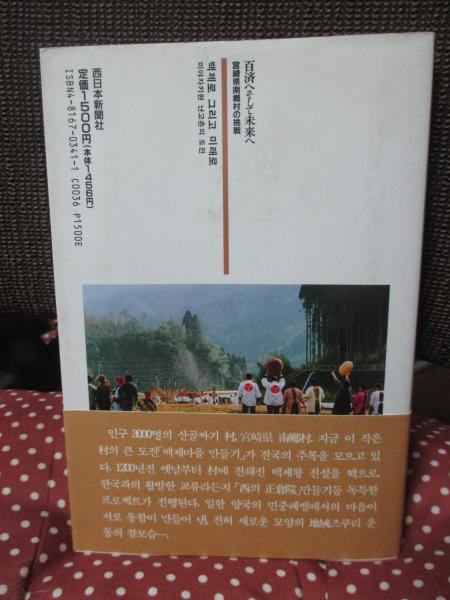 百済へそして未来へ
宮崎県南郷村の挑戦
백제로 그리고 미래로
미야자키현 난고촌의 도전
西日本新聞社
定価1500円(本体1456円)
ISBN4-8167-0341-1 C0036 P1500E
인구 3000명의 산골짜기 村, 宮崎県 南郷村. 지금 이 작은
村의 큰 도전「백제마을 만들기」가 전국의 주목을 모으고 있
다. 1200년전 옛날부터 村에 전해진 백제왕 전설을 핵으로,
한국과의 활발한 교류라든지「西의 正倉院」만들기등 독특한
프로젝트가 진행된다. 일한 양국의 민중레벨에서의 마음이
서로 통함이 만들어 낸, 전혀 새로운 모양의 地域즈쿠리 운
동의 참모습—.